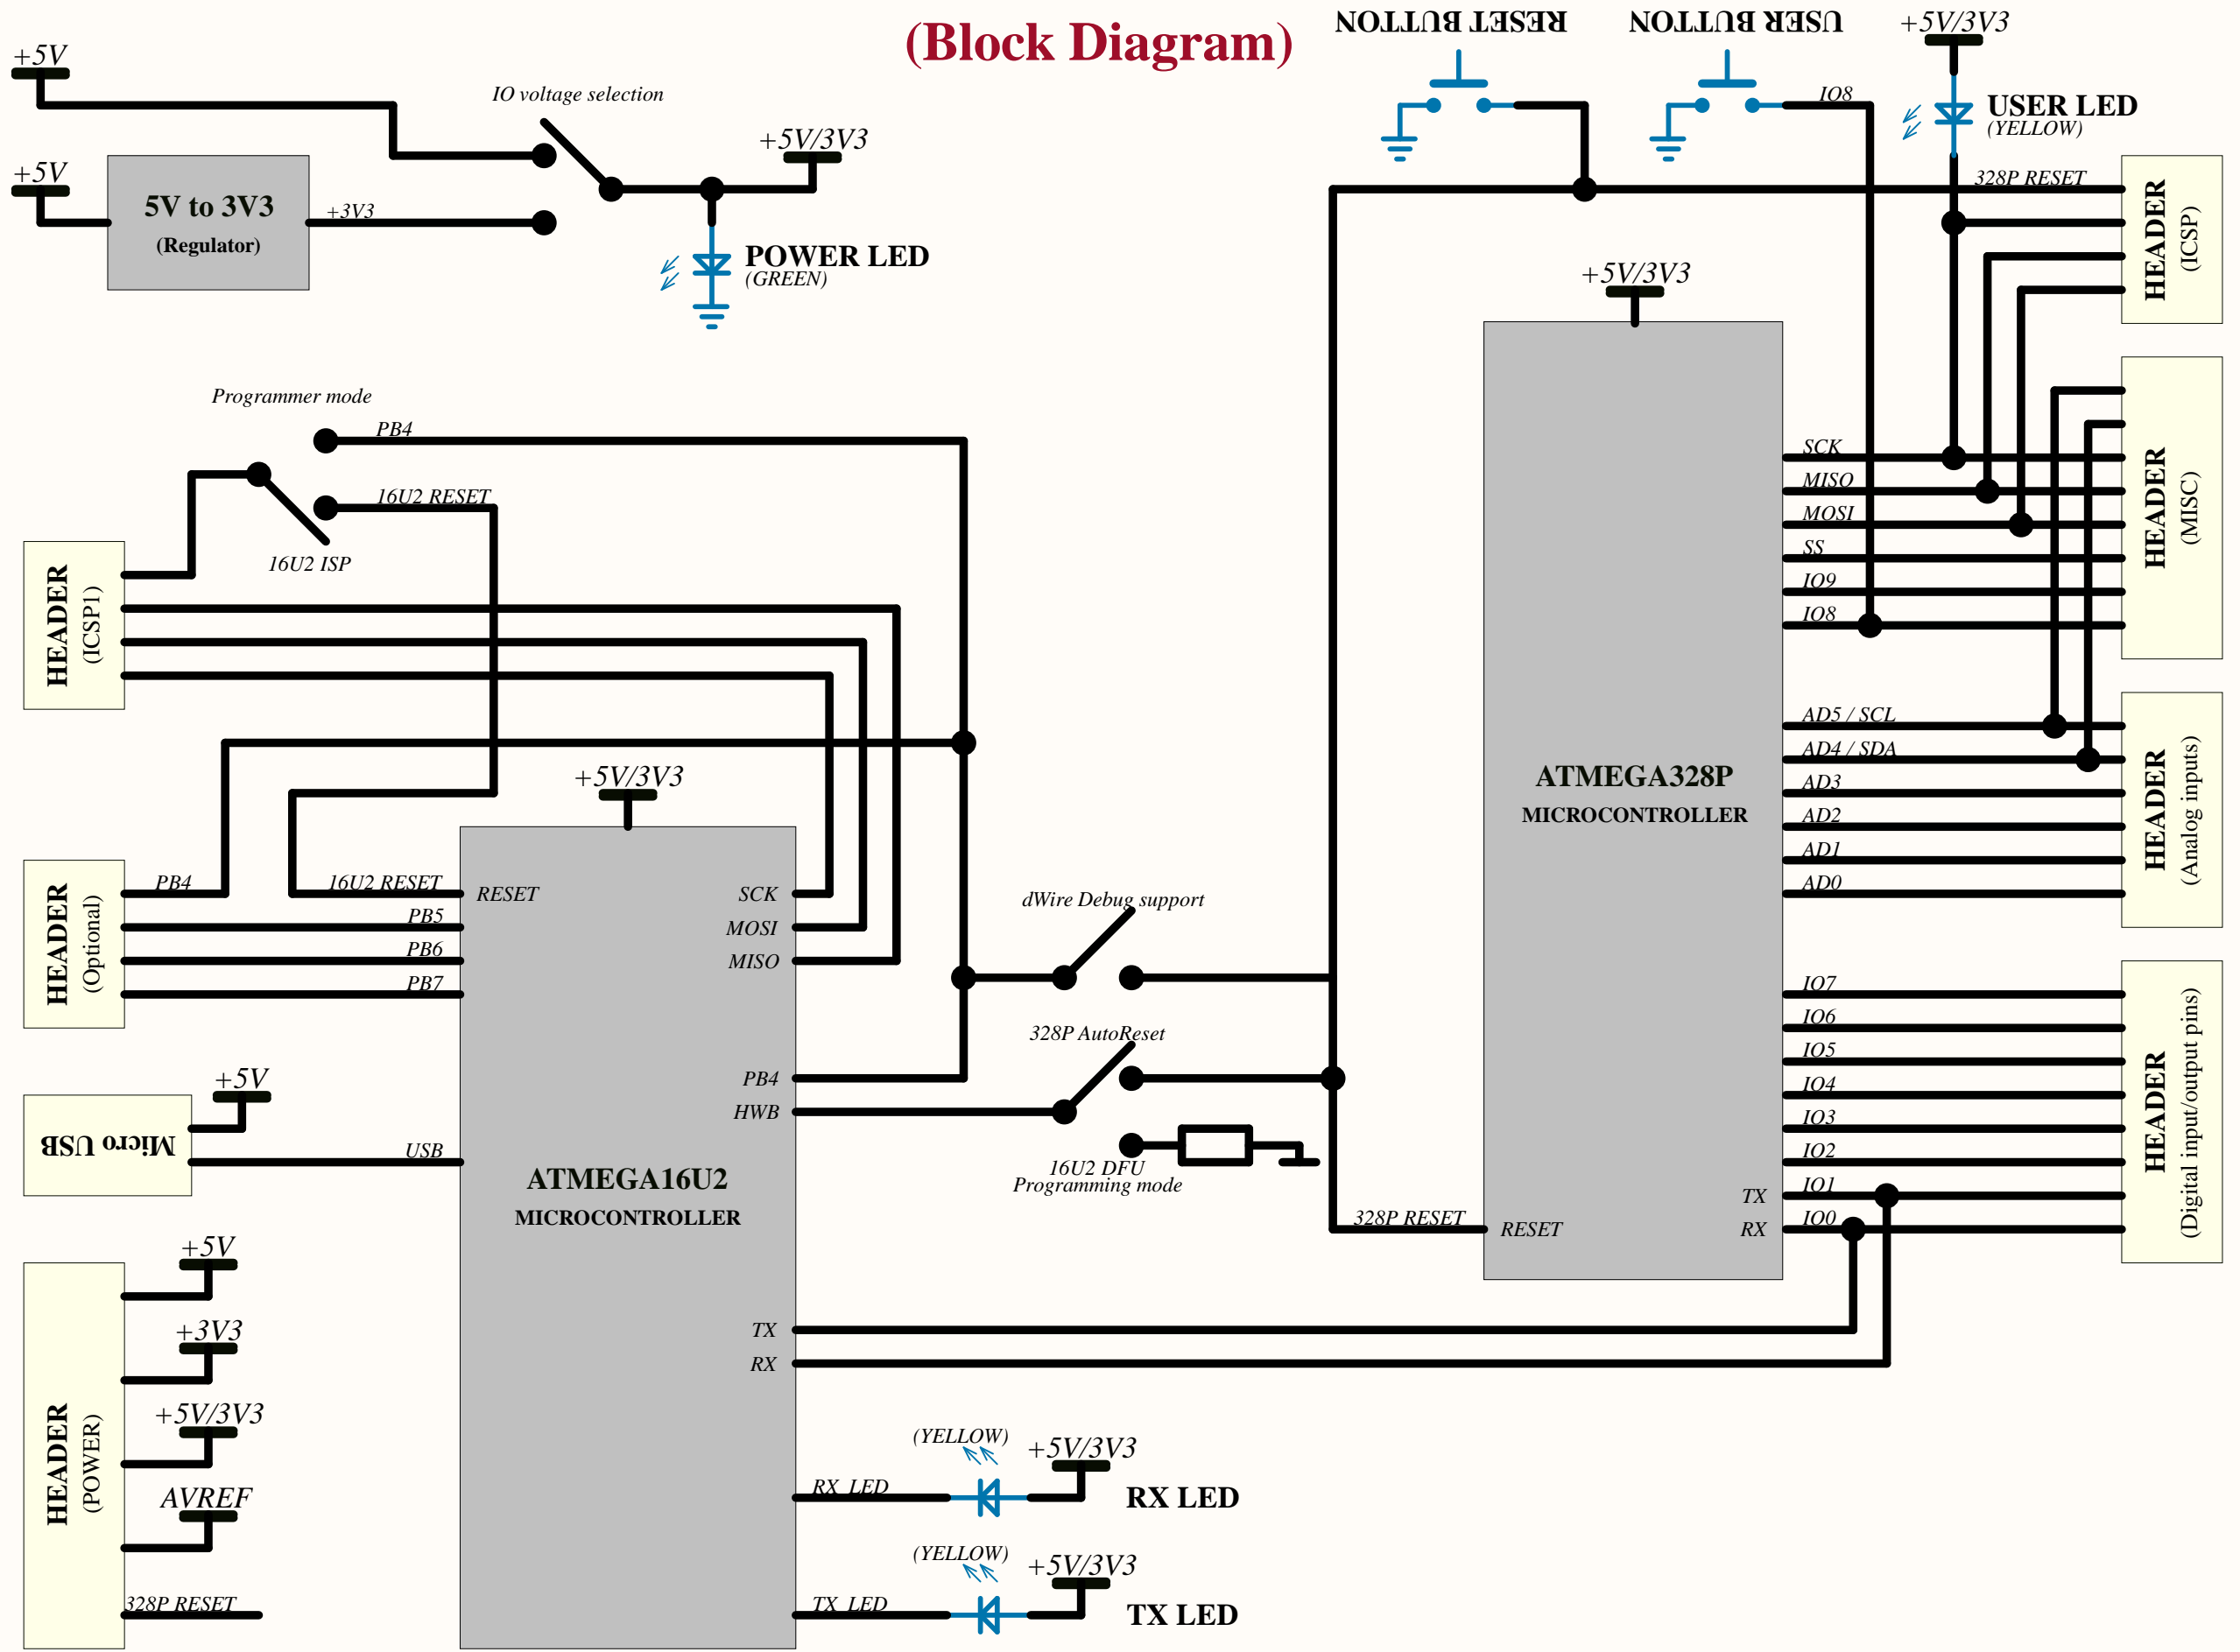 (Block Diagram)
RESET BUTTON
USER BUTTON
+5V/3V3
+5V
IO voltage selection
IO8
USER LED
(YELLOW)
+5V/3V3
+5V
5V to 3V3
(Regulator)
+3V3
328P RESET
HEADER
(ICSP)
POWER LED
(GREEN)
+5V/3V3
Programmer mode
PB4
16U2 RESET
16U2 ISP
HEADER
(ICSP1)
SCK
MISO
MOSI
SS
IO9
IO8
HEADER
(MISC)
+5V/3V3
ATMEGA328P
MICROCONTROLLER
AD5 / SCL
AD4 / SDA
AD3
AD2
AD1
AD0
HEADER
(Analog inputs)
HEADER
(Optional)
PB4
PB5
PB6
PB7
16U2 RESET
RESET
SCK
MOSI
MISO
dWire Debug support
328P AutoReset
PB4
HWB
16U2 DFU
Programming mode
IO7
IO6
IO5
IO4
IO3
IO2
TX
IO1
RX
IO0
HEADER
(Digital input/output pins)
+5V
Micro USB
USB
ATMEGA16U2
MICROCONTROLLER
328P RESET
RESET
TX
RX
HEADER
(POWER)
+5V
+3V3
+5V/3V3
AVREF
328P RESET
(YELLOW)
+5V/3V3
RX LED
RX LED
(YELLOW)
+5V/3V3
TX LED
TX LED